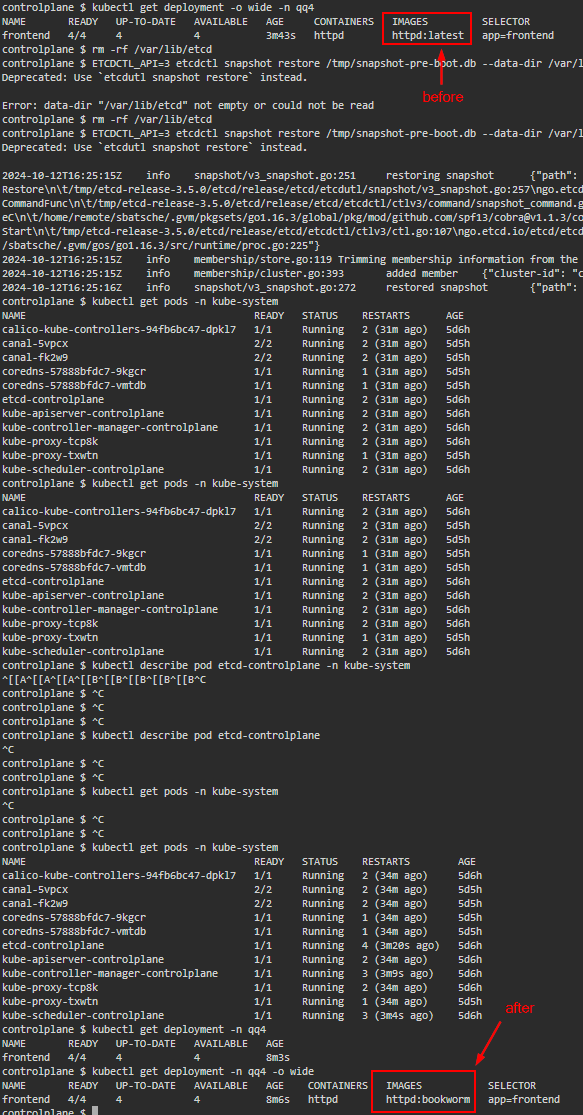 controlplane $ kubectl get deployment -o wide -n qq4
NAME READY UP-TO-DATE AVAILABLE AGE CONTAINERS IMAGES SELECTOR
frontend 4/4 4 4 3m43s httpd httpd:latest app=frontend
controlplane $ rm -rf /var/lib/etcd
controlplane $ ETCDCTL_API=3 etcdctl snapshot restore /tmp/snapshot-pre-boot.db --data-dir /var/l
Deprecated: Use `etcdutl snapshot restore` instead.
before
Error: data-dir "/var/lib/etcd" not empty or could not be read
controlplane $ rm -rf /var/lib/etcd
controlplane $ ETCDCTL_API=3 etcdctl snapshot restore /tmp/snapshot-pre-boot.db --data-dir /var/l
Deprecated: Use `etcdutl snapshot restore` instead.
2024-10-12T16:25:15Z info snapshot/v3_snapshot.go:251 restoring snapshot {"path":
Restore\n\t/tmp/etcd-release-3.5.0/etcd/release/etcd/etcdutl/snapshot/v3_snapshot.go:257\ngo.etcd
CommandFunc\n\t/tmp/etcd-release-3.5.0/etcd/release/etcd/etcdctl/ctlv3/command/snapshot_command.g
eC\n\t/home/remote/sbatsche/.gvm/pkgsets/go1.16.3/global/pkg/mod/github.com/spf13/cobra@v1.1.3/co
Start\n\t/tmp/etcd-release-3.5.0/etcd/release/etcd/etcdctl/ctlv3/ctl.go:107\ngo.etcd.io/etcd/etcd
/sbatsche/.gvm/gos/go1.16.3/src/runtime/proc.go:225"}
2024-10-12T16:25:15Z info membership/store.go:119 Trimming membership information from the
2024-10-12T16:25:15Z info membership/cluster.go:393 added member {"cluster-id": "c
2024-10-12T16:25:16Z info snapshot/v3_snapshot.go:272 restored snapshot {"path":
controlplane $ kubectl get pods -n kube-system
NAME READY STATUS RESTARTS AGE
calico-kube-controllers-94fb6bc47-dpkl7 1/1 Running 2 (31m ago) 5d6h
canal-5vpcx 2/2 Running 2 (31m ago) 5d5h
canal-fk2w9 2/2 Running 2 (31m ago) 5d5h
coredns-57888bfdc7-9kgcr 1/1 Running 1 (31m ago) 5d5h
coredns-57888bfdc7-vmtdb 1/1 Running 1 (31m ago) 5d5h
etcd-controlplane 1/1 Running 2 (31m ago) 5d6h
kube-apiserver-controlplane 1/1 Running 2 (31m ago) 5d6h
kube-controller-manager-controlplane 1/1 Running 2 (31m ago) 5d6h
kube-proxy-tcp8k 1/1 Running 2 (31m ago) 5d6h
kube-proxy-txwtn 1/1 Running 1 (31m ago) 5d5h
kube-scheduler-controlplane 1/1 Running 2 (31m ago) 5d6h
controlplane $ kubectl get pods -n kube-system
NAME READY STATUS RESTARTS AGE
calico-kube-controllers-94fb6bc47-dpkl7 1/1 Running 2 (31m ago) 5d6h
canal-5vpcx 2/2 Running 2 (31m ago) 5d5h
canal-fk2w9 2/2 Running 2 (31m ago) 5d5h
coredns-57888bfdc7-9kgcr 1/1 Running 1 (31m ago) 5d5h
coredns-57888bfdc7-vmtdb 1/1 Running 1 (31m ago) 5d5h
etcd-controlplane 1/1 Running 2 (31m ago) 5d6h
kube-apiserver-controlplane 1/1 Running 2 (31m ago) 5d6h
kube-controller-manager-controlplane 1/1 Running 2 (31m ago) 5d6h
kube-proxy-tcp8k 1/1 Running 2 (31m ago) 5d6h
kube-proxy-txwtn 1/1 Running 1 (31m ago) 5d5h
kube-scheduler-controlplane 1/1 Running 2 (31m ago) 5d6h
controlplane $ kubectl describe pod etcd-controlplane -n kube-system
^[[A^[[A^[[A^[[B^[[B^[[B^[[B^[[B^C
controlplane $ ^C
controlplane $ ^C
controlplane $ ^C
controlplane $ kubectl describe pod etcd-controlplane
^C
controlplane $ ^C
controlplane $ ^C
controlplane $ kubectl get pods -n kube-system
^C
controlplane $ ^C
controlplane $ ^C
controlplane $ kubectl get pods -n kube-system
NAME READY STATUS RESTARTS AGE
calico-kube-controllers-94fb6bc47-dpkl7 1/1 Running 2 (34m ago) 5d6h
canal-5vpcx 2/2 Running 2 (34m ago) 5d5h
canal-fk2w9 2/2 Running 2 (34m ago) 5d5h
coredns-57888bfdc7-9kgcr 1/1 Running 1 (34m ago) 5d5h
coredns-57888bfdc7-vmtdb 1/1 Running 1 (34m ago) 5d5h
etcd-controlplane 1/1 Running 4 (3m20s ago) 5d6h
kube-apiserver-controlplane 1/1 Running 2 (34m ago) 5d6h
kube-controller-manager-controlplane 1/1 Running 3 (3m9s ago) 5d6h
kube-proxy-tcp8k 1/1 Running 2 (34m ago) 5d6h
kube-proxy-txwtn 1/1 Running 1 (34m ago) 5d5h
kube-scheduler-controlplane 1/1 Running 3 (3m4s ago) 5d6h
after
controlplane $ kubectl get deployment -n qq4
NAME READY UP-TO-DATE AVAILABLE AGE
frontend 4/4 4 4 8m3s
controlplane $ kubectl get deployment -n qq4 -o wide
NAME READY UP-TO-DATE AVAILABLE AGE CONTAINERS IMAGES SELECTOR
frontend 4/4 4 4 8m6s httpd httpd:bookworm app=frontend
controlplane $